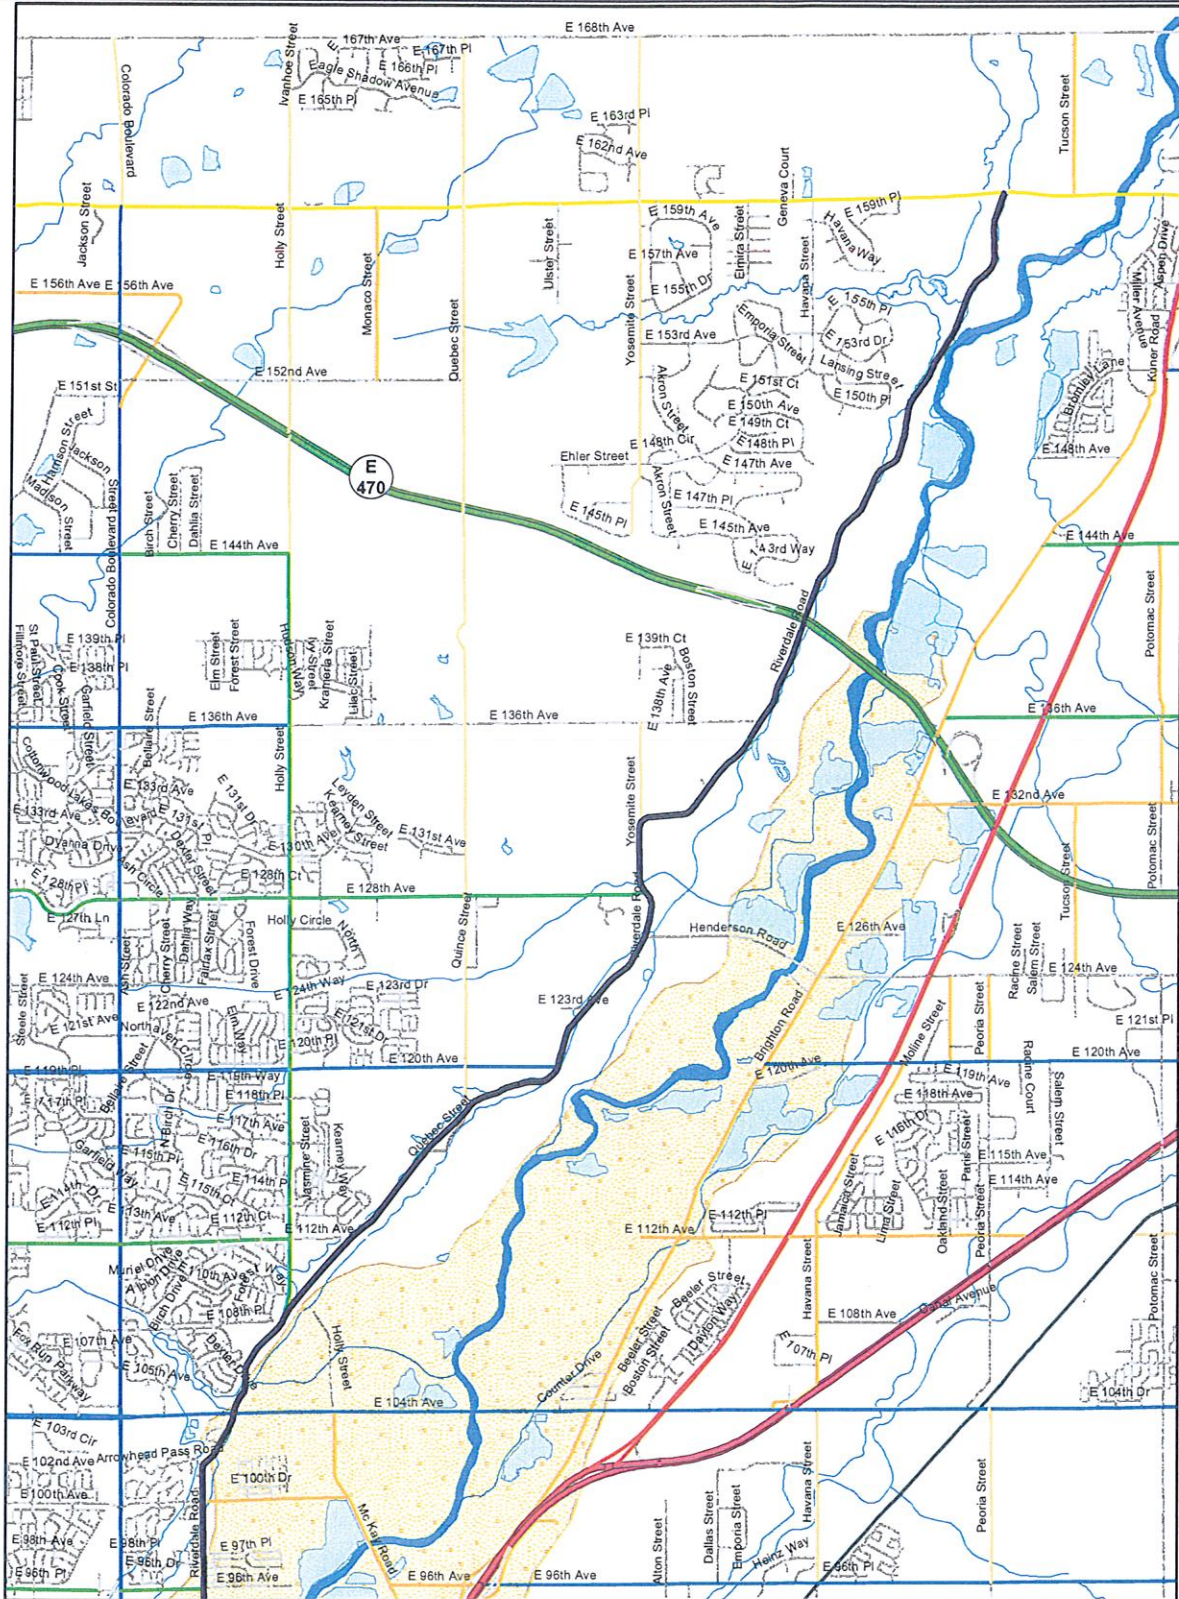 E 168th Ave
167th Ave
E
E 167th Pl
E 166th Pl
Eagle Shadow Avenue
E 165th Pl
Ivanhoe Street
Colorado Boulevard
Tucson Street
E 163rd Pl
E 162nd Ave
Geneva Court
Jackson Street
Holly Street
Monaco Street
Ulster Street
E 159th Ave
E 159th Pl
Havana Way
Elmira Street
E 157th Ave
E 155th Dr
Havana Street
E 155th Pl
Aspen Drive
Miller Avenue
Kuner Road
E 156th Ave
E 156th Ave
Quebec Street
Yosemite Street
E 153rd Ave
Emporia Street
E 153rd Dr
Lansing Street
E 152nd Ave
E 151st St
E 151st Ct
E 150th Pl
E 150th Ave
E 149th Ct
Akron Street
E 148th Cir
E 148th Pl
E 147th Ave
Bromley Lane
E 148th Ave
Harrison Street
Jackson
Madison
Street
E
470
Ehler Street
Akron Street
E 147th Pl
E 145th Pl
E 145th Ave
E 143rd Way
Birch Street
Cherry Street
Dahlia Street
Street
Colorado Boulevard
E 144th Ave
E 144th Ave
Riverdale Road
Potomac Street
St Paul Street
Fillmore Street
E 139th Pl
E 138th Pl
Cook Street
Garfield Street
Elm Street
Forest Street
Hudson Way
Ivy Street
Krameria Street
Lilac Street
E 139th Ct
E 138th Ave
Boston Street
E 136th Ave
E 136th Ave
E 136th Ave
Bellaire Street
Holly Street
Cottonwood Lakes Boulevard
E 133rd Ave
E 133rd Ave
E 131st Dr
E 131st Pl
Leyden Street
Kearney Street
E 131st Ave
E 130th Ave
Dyanna Drive
Dexter Street
Ash Circle
E 128th Ct
E 128th Pl
E 128th Ave
E 127th Ln
Yosemite Street
E 132nd Ave
Tucson Street
Potomac Street
Holly Circle
North
Quince Street
Riverdale Road
Henderson Road
E 126th Ave
Ash Street
Cherry Street
Dahlia Way
Fairfax Street
Forest Drive
Racine Street
Salem Street
E 124th Ave
E 124th Ave
E 124th Way
E 123rd Dr
E 123rd Ave
Steele Street
E 122nd Ave
E 121st Ave
Northaven Circle
Elm Way
E 121st Dr
E 120th Pl
E 120th Ave
Brighton Road
E 120th Ave
Moline Street
Peoria Street
E 121st Pl
E 120th Ave
E 119th Pl
E 119th Way
E 118th Pl
117th Pl
Bellaire Street
N Birch Dr
E 117th Ave
E 116th Dr
E 115th Pl
Garfield Way
E 114th Dr
E 115th Ct
E 114th P
E 113th Ave
E 112th Pl
E 112th Ct
Jasmine Street
Kearney Way
E 112th Ave
Quebec Street
E 119th Ave
E 118th Ave
E 116th Dr
Racine Court
Salem Street
Paris Street
E 115th Ave
E 114th Ave
Jamaica Street
Lima Street
Oakland Street
Peoria Street
E 112th Ave
E 112th Pl
Muriel Drive
Albion Drive
Birch Drive
E 110th Ave
Forest Way
E 108th Pl
Elm
Beeler Street
Beeler Street
Boston Street
Dayton Way
Havana Street
E 108th Ave
Canal Avenue
Potomac Street
E 107th Pl
E 107th Ave
Fox Run Parkway
E 105th Ave
Dexter Drive
Holly Street
Counter Drive
E 104th Ave
E 104th Dr
E 103rd Cir
E 102nd Ave
Arrowhead Pass Road
E 100th Ave
E 100th Dr
Riverdale Road
Mc Kay Road
E 98th Ave
E 98th Pl
E 97th Pl
E 96th Pl
E 96th Dr
E 96th Ave
E 96th Ave
E 96th Ave
Alton Street
Dallas Street
Emporia Street
Heinz Way
Havana Street
E 96th Pl
Peoria Street